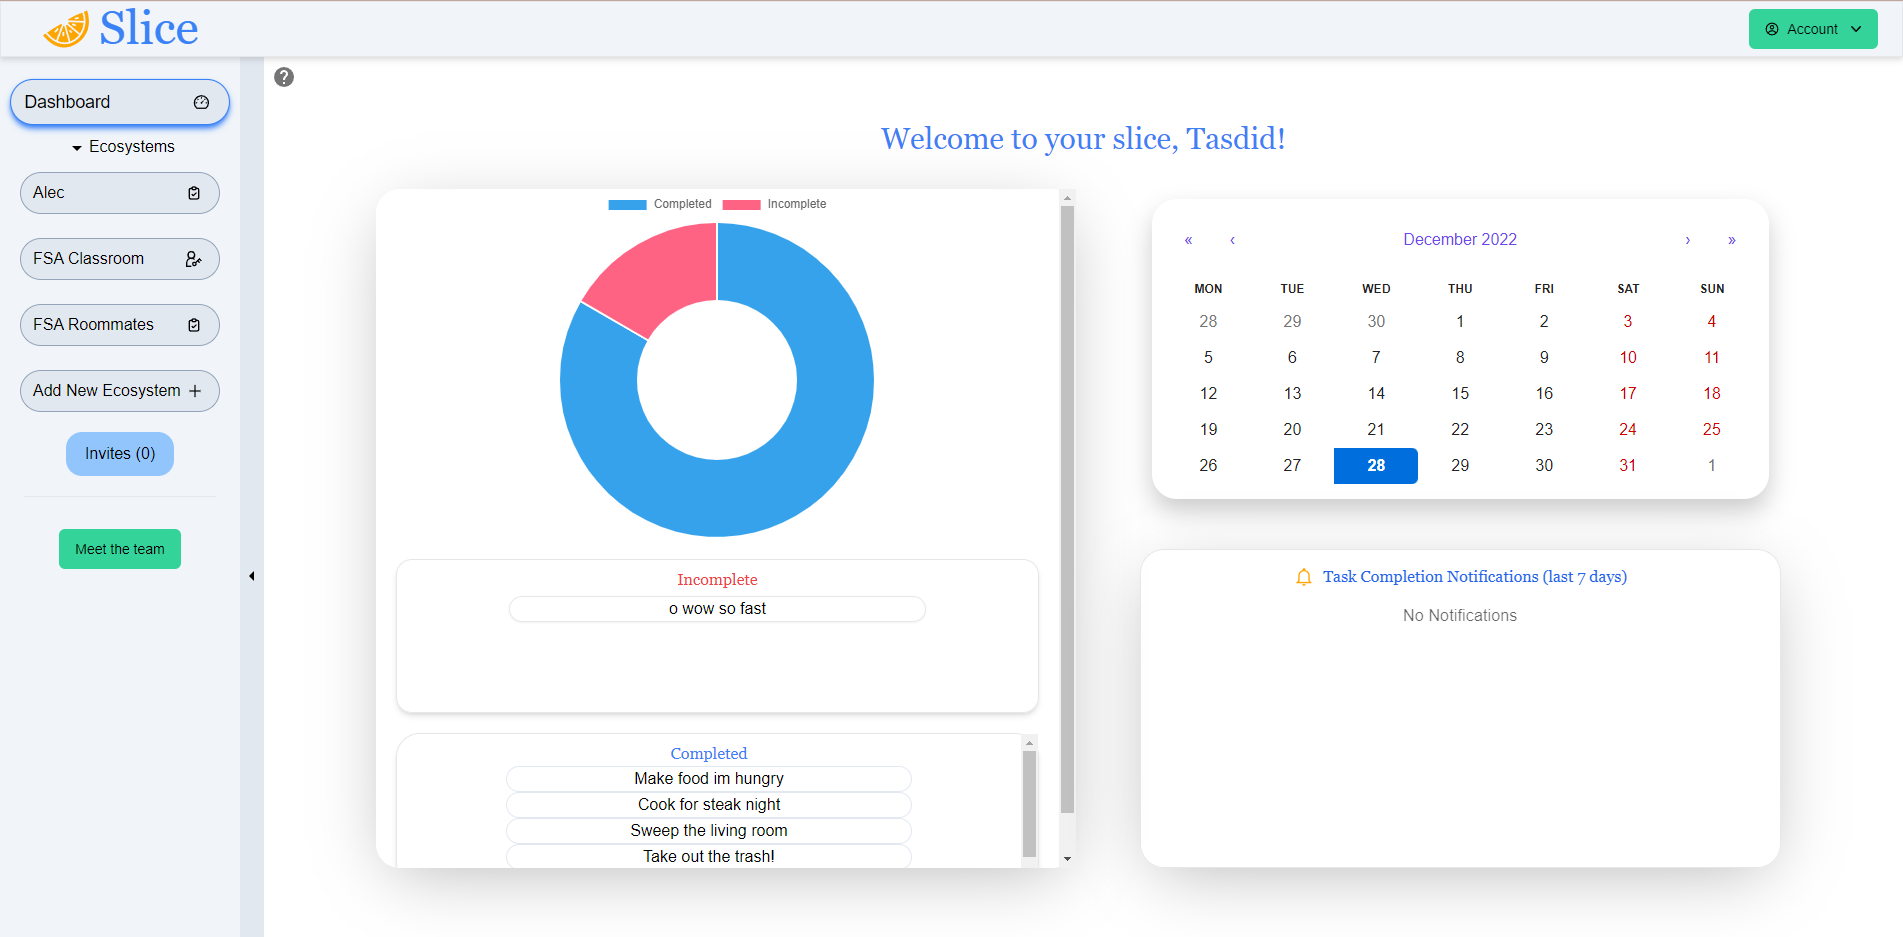 Slice
Account
Dashboard
Ecosystems
Alec
FSA Classroom
FSA Roommates
Add New Ecosystem +
Invites (0)
Meet the team
?
Welcome to your slice, Tasdid!
Completed Incomplete
Incomplete
o wow so fast
Completed
Make food im hungry
Cook for steak night
Sweep the living room
Take out the trash!
« ‹ December 2022 › »
MON TUE WED THU FRI SAT SUN
28 29 30 1 2 3 4
5 6 7 8 9 10 11
12 13 14 15 16 17 18
19 20 21 22 23 24 25
26 27 28 29 30 31 1
Task Completion Notifications (last 7 days)
No Notifications